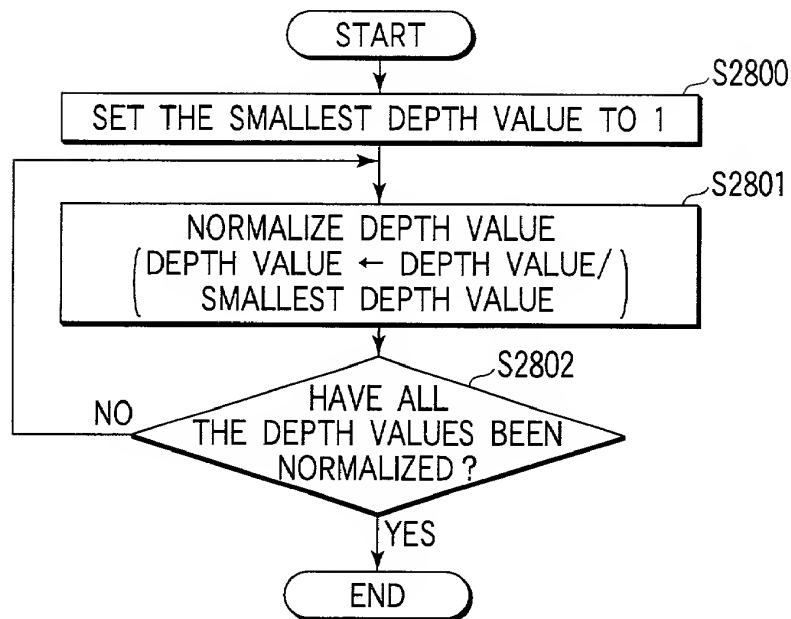 START
S2800
SET THE SMALLEST DEPTH VALUE TO 1
S2801
NORMALIZE DEPTH VALUE
(DEPTH VALUE ← DEPTH VALUE/
SMALLEST DEPTH VALUE)
S2802
HAVE ALL
THE DEPTH VALUES BEEN
NORMALIZED?
NO
YES
END